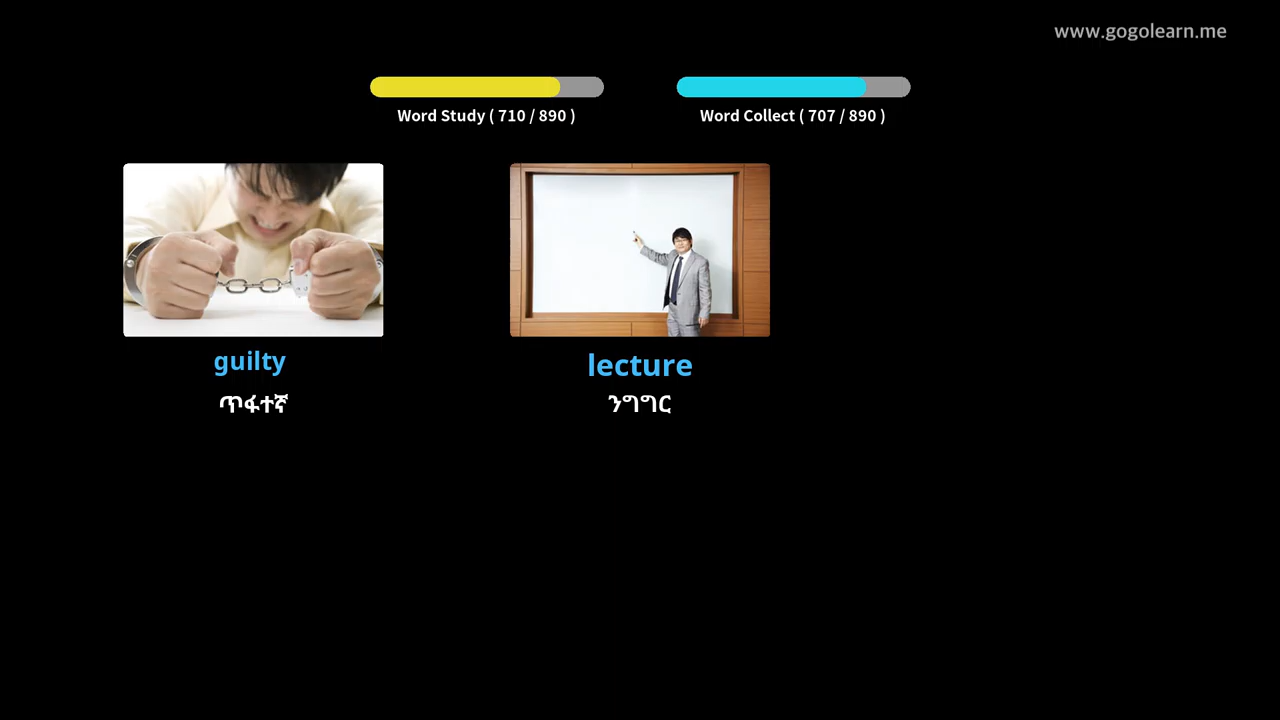 www.gogolearn.me
Word Study ( 710 / 890 )
Word Collect ( 707 / 890 )
guilty
ጥፋተኛ
lecture
ንግግር